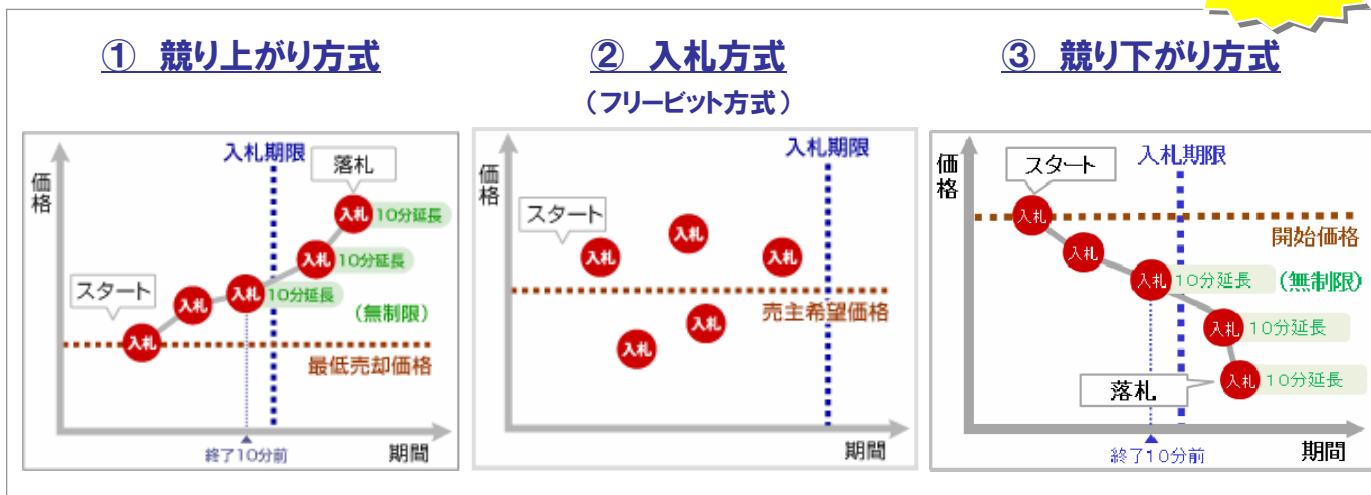 ① 競り上がり方式
② 入札方式
（フリービット方式）
③ 競り下がり方式
価格
入札期限
落札
入札 10分延長
入札 10分延長
スタート
入札
入札 10分延長
（無制限）
入札
最低売却価格
終了10分前
期間
価格
入札期限
スタート
入札
入札
入札
売主希望価格
入札
入札
期間
価格
スタート
入札期限
入札
開始価格
入札
入札 10分延長 （無制限）
入札 10分延長
入札 10分延長
落札
終了10分前
期間